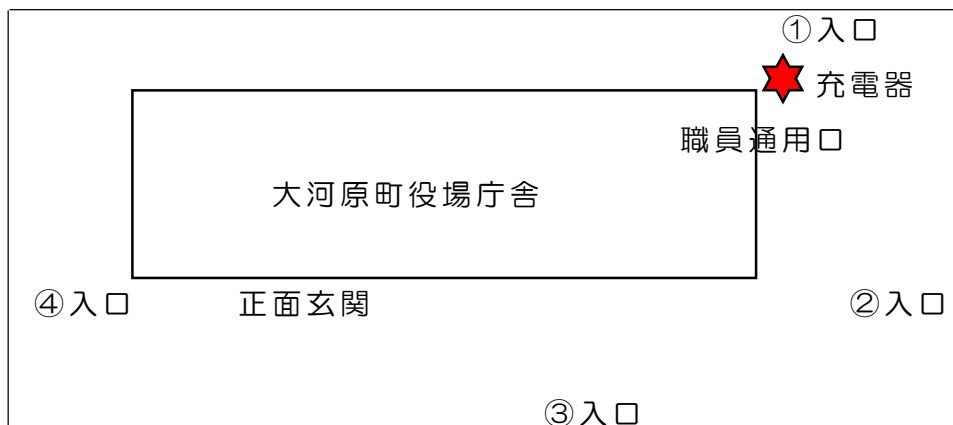 ①入口
充電器
職員通用口
大河原町役場庁舎
④入口
正面玄関
②入口
③入口